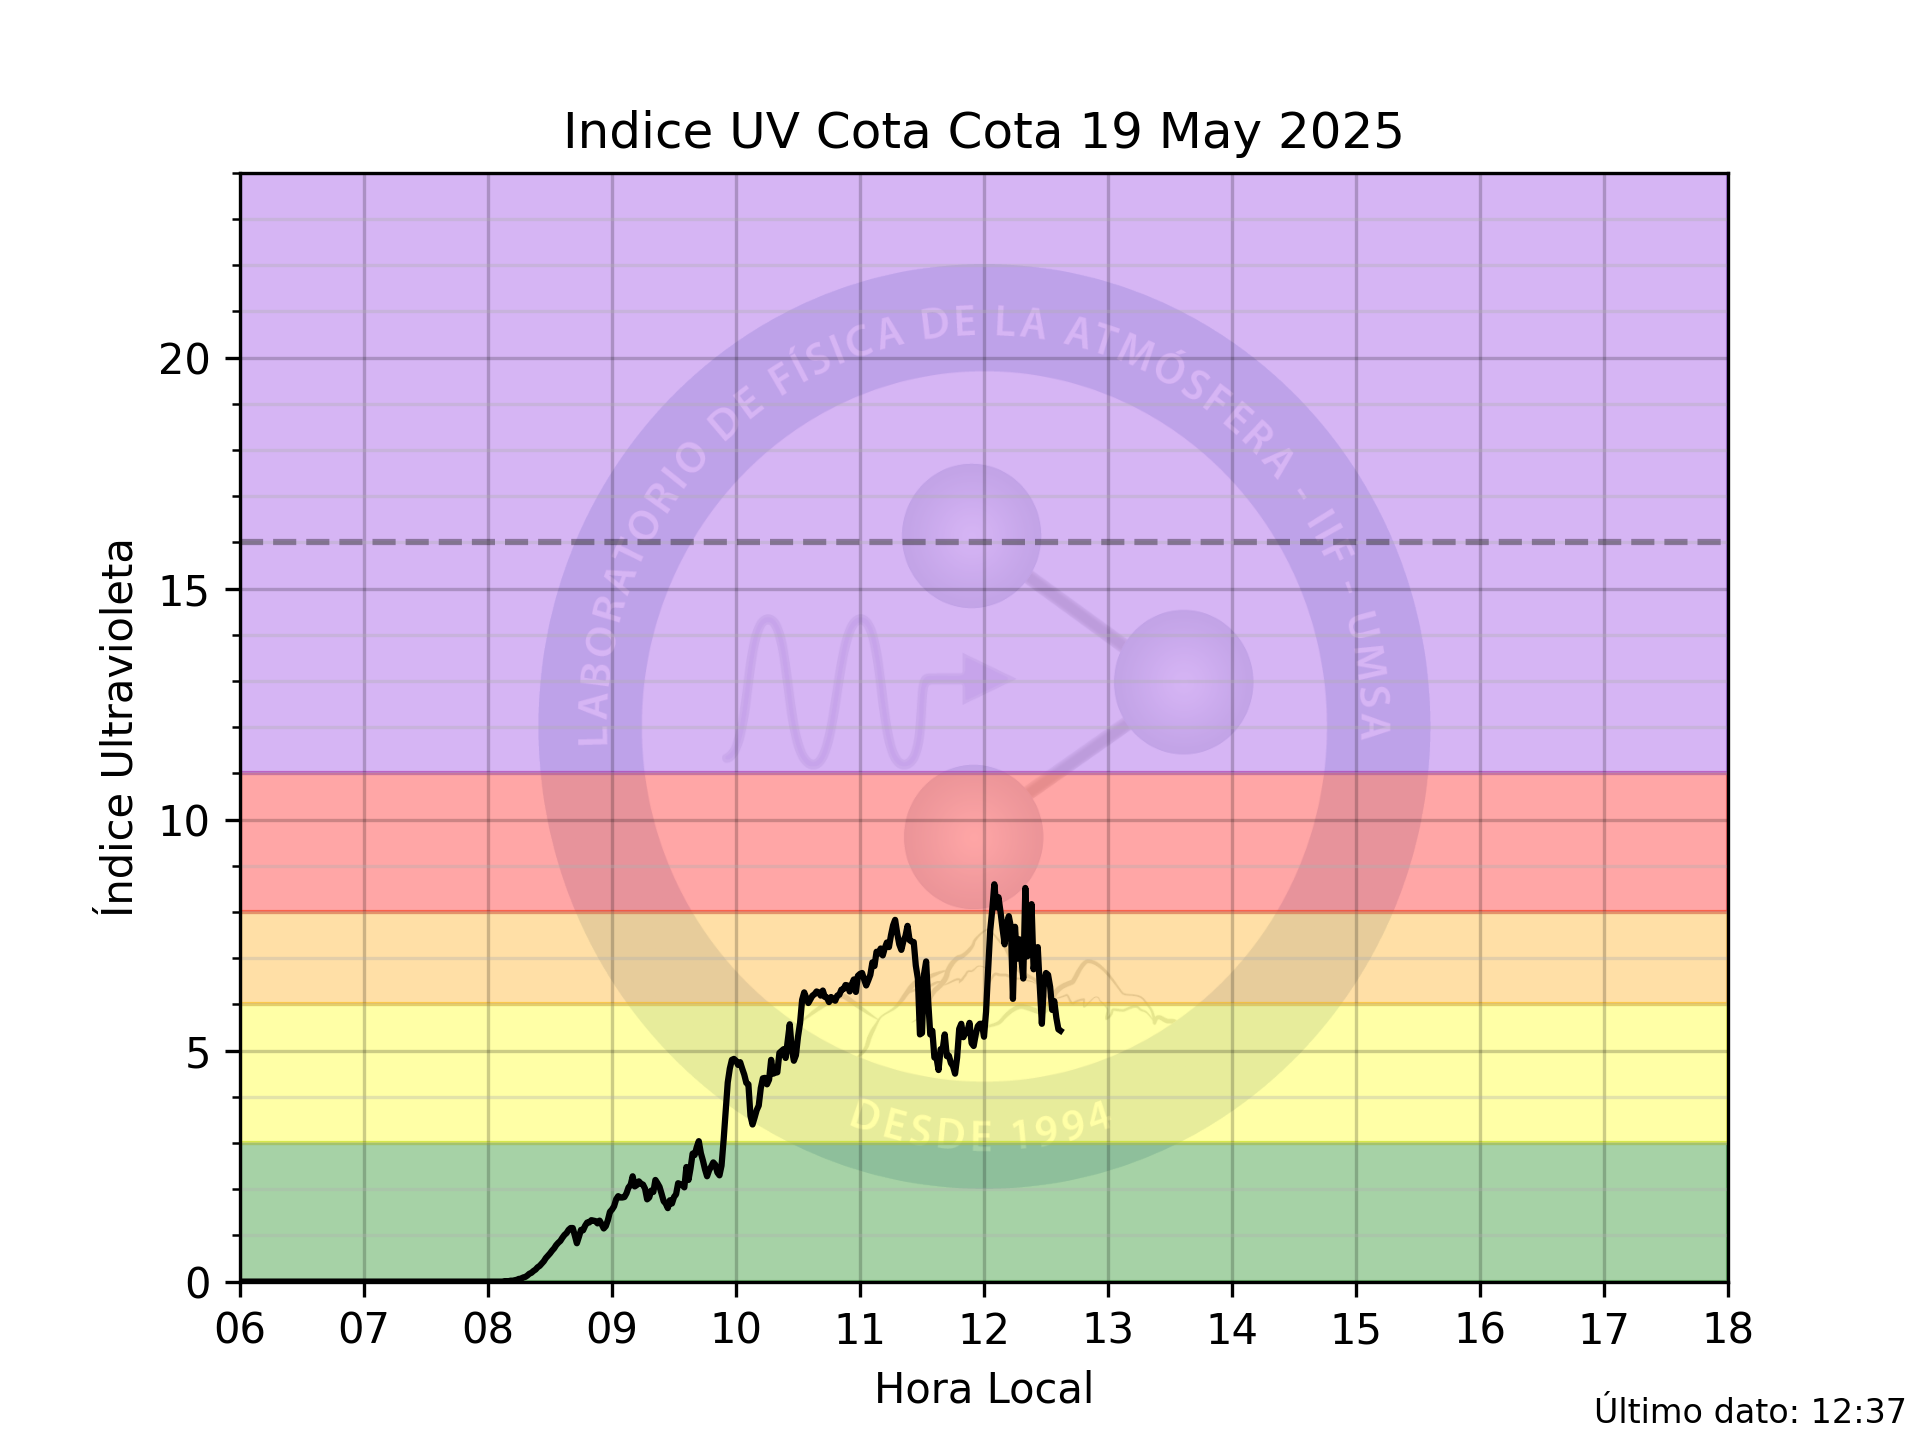 Indice UV Cota Cota 19 May 2025
20
15
10
5
0
Índice Ultravioleta
LABORATORIO DE FÍSICA DE LA ATMÓSFERA - IIF - UMSA
DESDE 1994
06 07 08 09 10 11 12 13 14 15 16 17 18
Hora Local
Último dato: 12:37